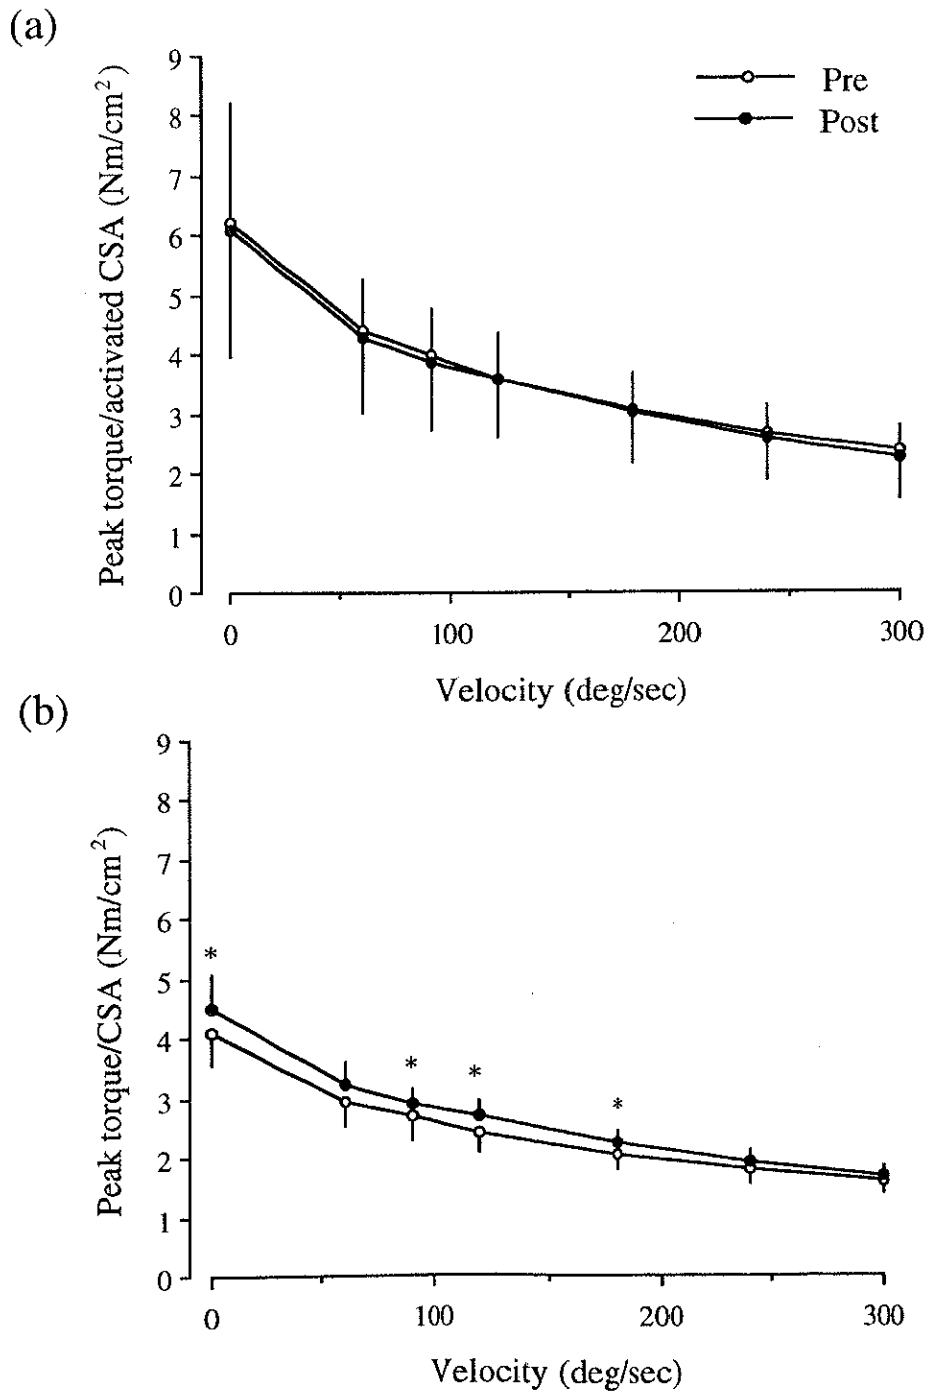 (a)
Peak torque/activated CSA (Nm/cm²)
9
8
7
6
5
4
3
2
1
0
Pre
Post
0 100 200 300
Velocity (deg/sec)
(b)
Peak torque/CSA (Nm/cm²)
9
8
7
6
5
4
3
2
1
0
*
*
*
*
0 100 200 300
Velocity (deg/sec)